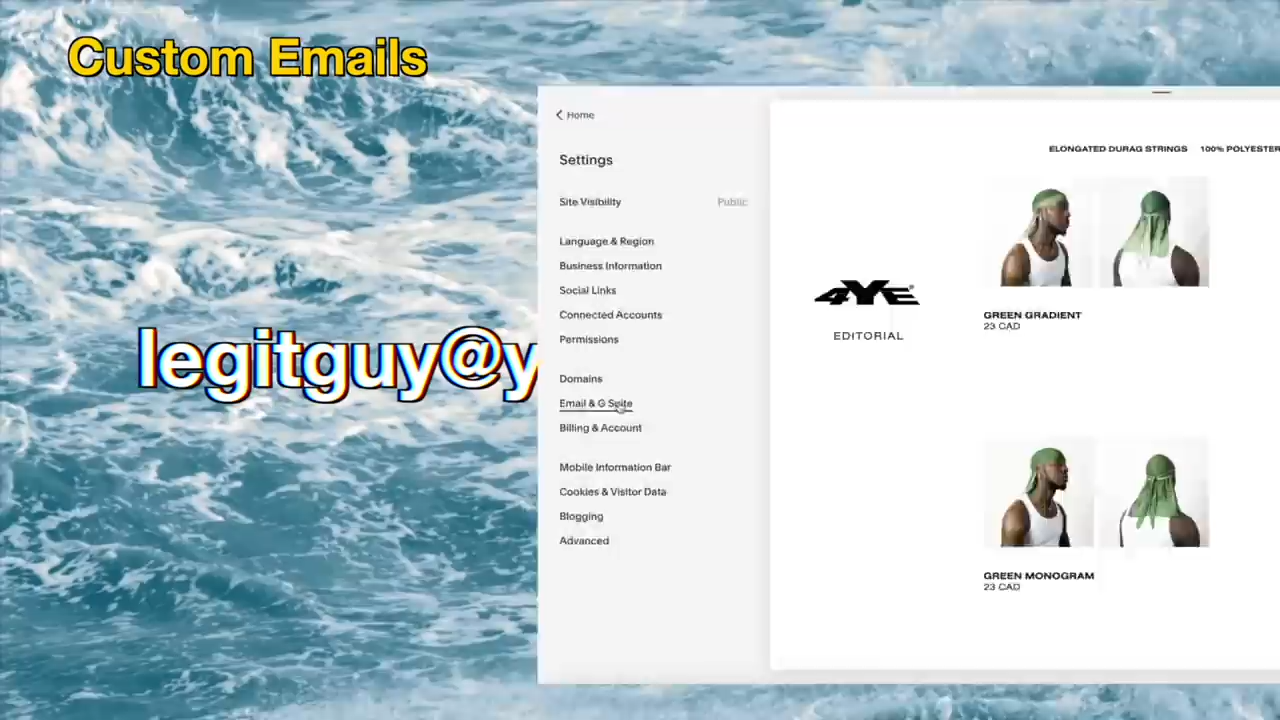 Custom Emails
Home
Settings
Site Visibility Public
Language & Region
Business Information
Social Links
Connected Accounts
Permissions
Domains
Email & G Suite
Billing & Account
Mobile Information Bar
Cookies & Visitor Data
Blogging
Advanced
legitguy@y
ELONGATED DURAG STRINGS 100% POLYESTER
4YE
EDITORIAL
GREEN GRADIENT
23 CAD
GREEN MONOGRAM
23 CAD